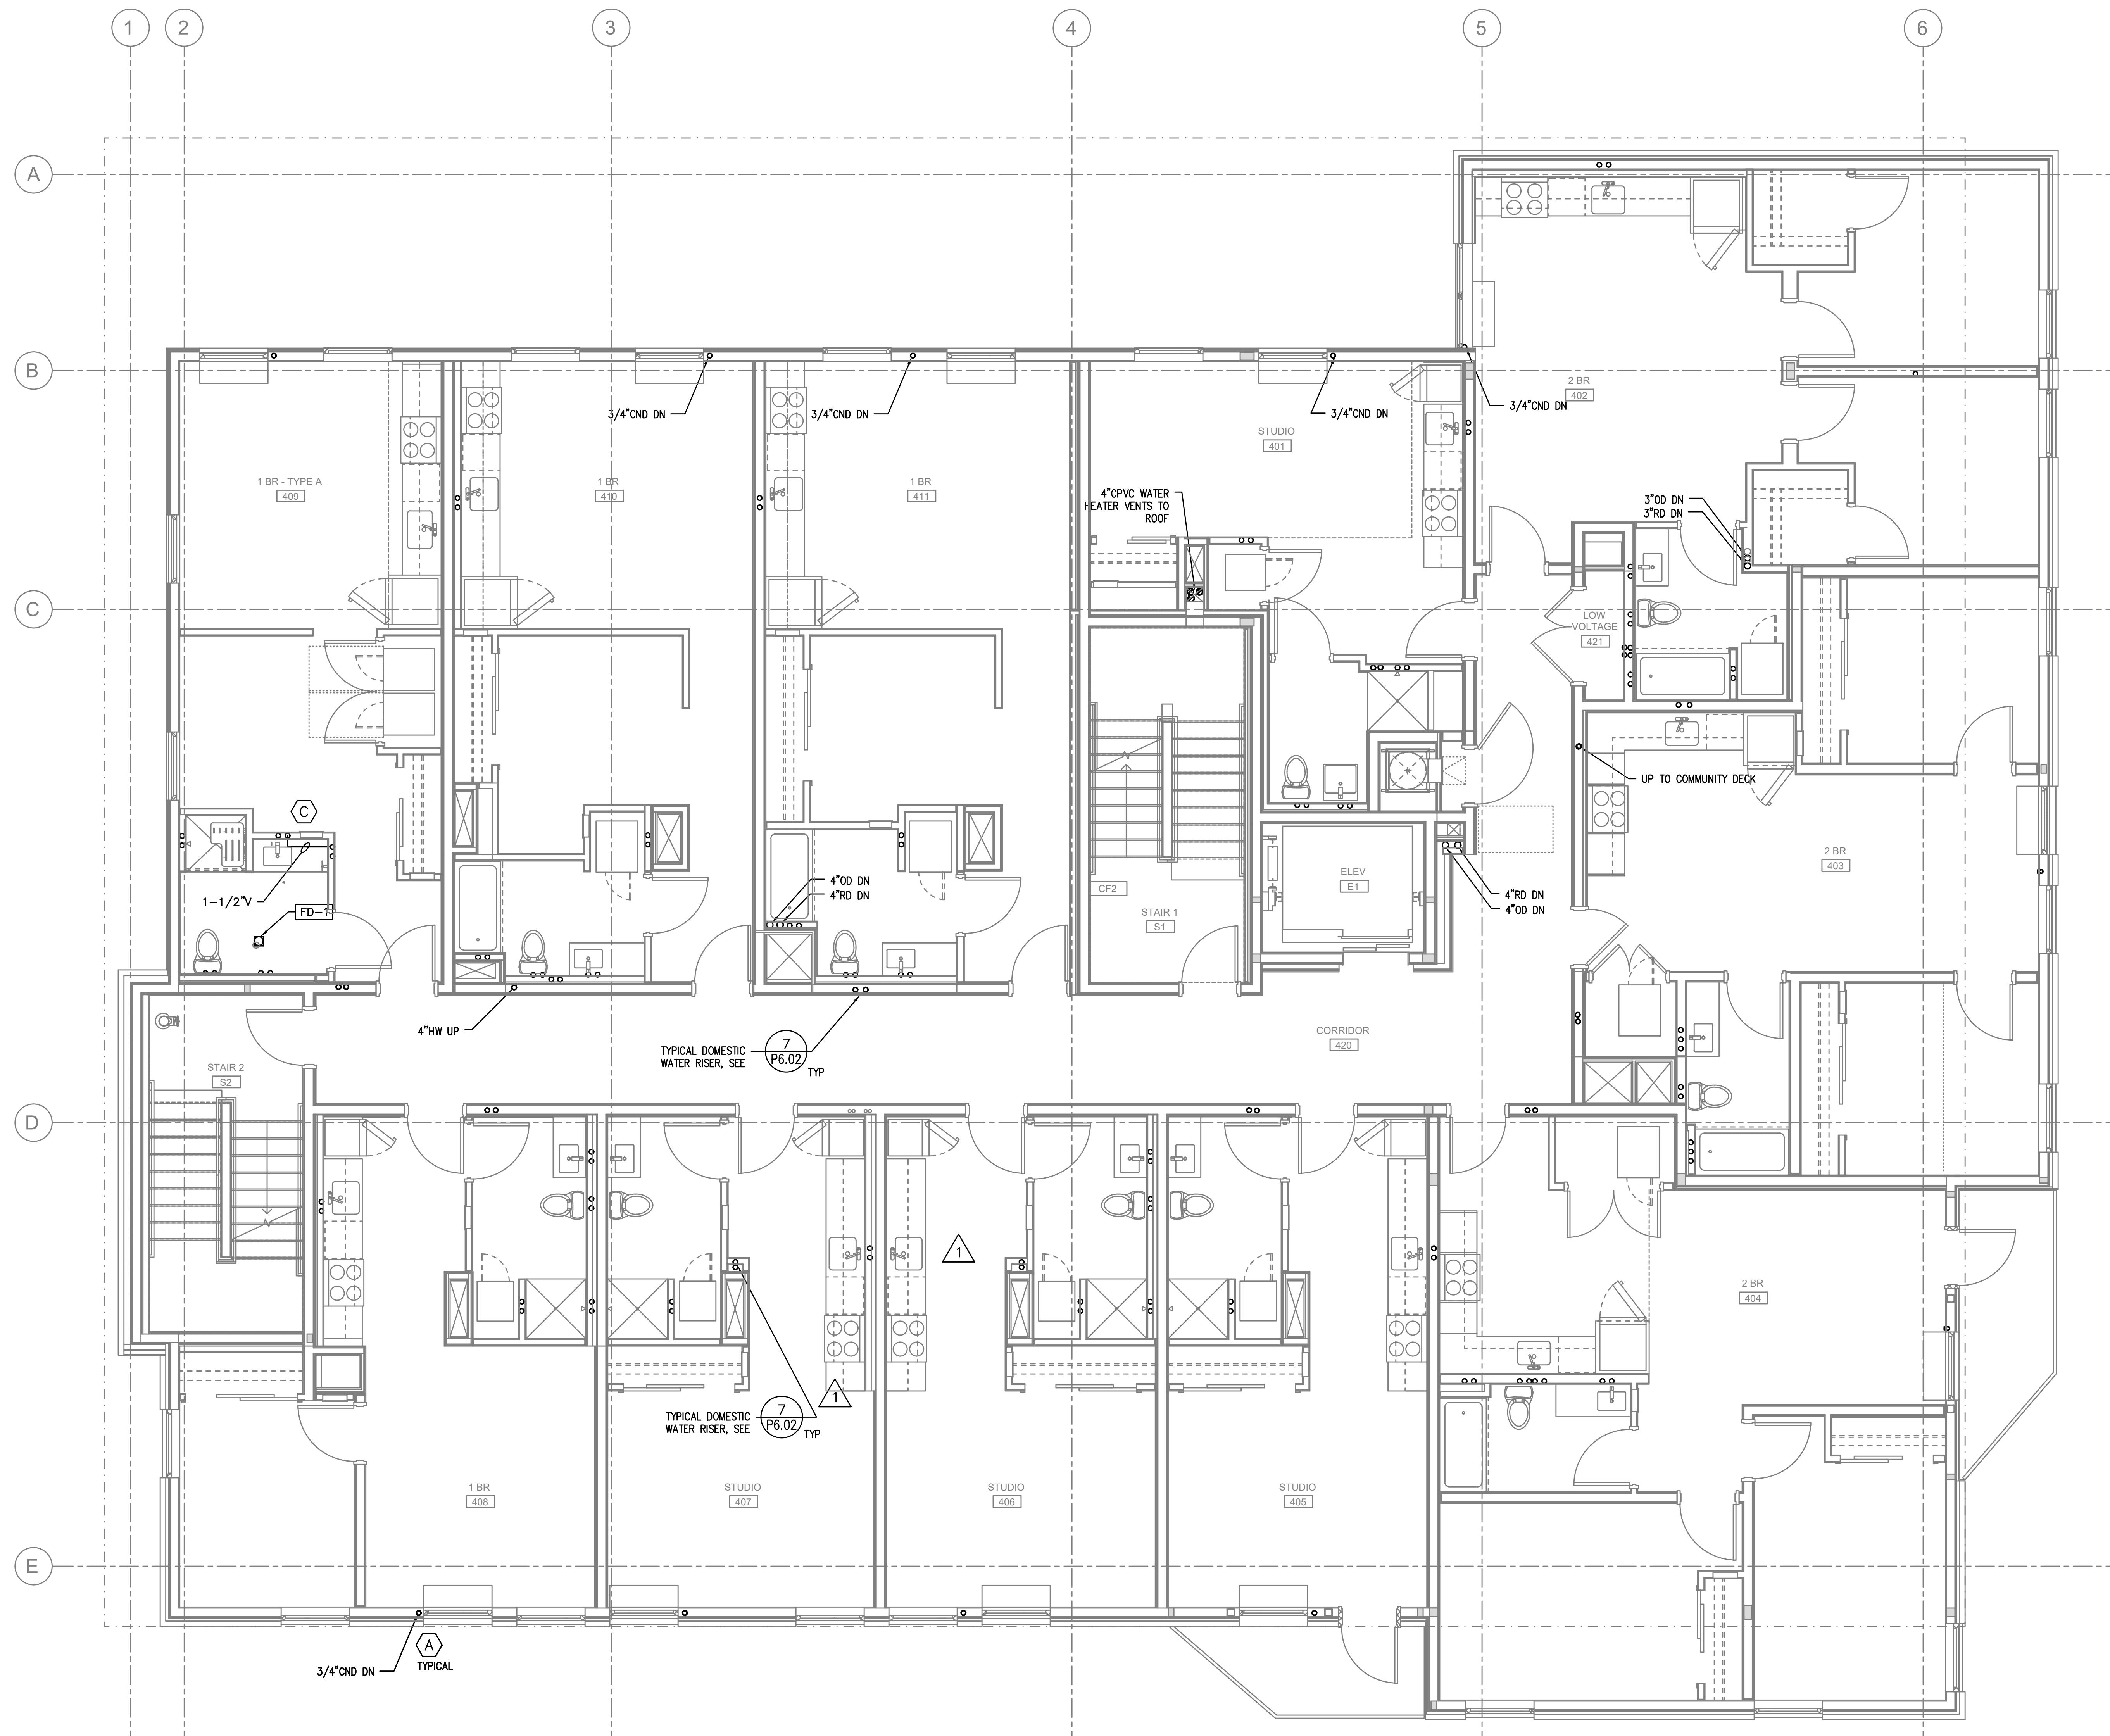 1
2
3
4
5
6
A
B
C
D
E
3/4"CND DN
3/4"CND DN
3/4"CND DN
3/4"CND DN
2 BR
402
STUDIO
401
1 BR - TYPE A
409
1 BR
410
1 BR
411
4"CPVC WATER
HEATER VENTS TO
ROOF
3"OD DN
3"RD DN
LOW
VOLTAGE
421
UP TO COMMUNITY DECK
C
1-1/2"V
FD-1
4"OD DN
4"RD DN
CF2
STAIR 1
S1
ELEV
E1
4"RD DN
4"OD DN
2 BR
403
4"HW UP
TYPICAL DOMESTIC
WATER RISER, SEE
7
P6.02
TYP
CORRIDOR
420
STAIR 2
S2
1
2 BR
404
1
TYPICAL DOMESTIC
WATER RISER, SEE
7
P6.02
TYP
1 BR
408
STUDIO
407
STUDIO
406
STUDIO
405
3/4"CND DN
A
TYPICAL